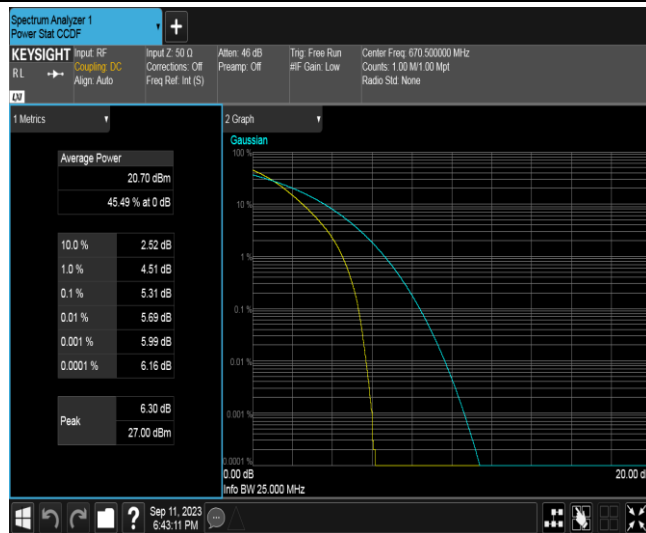 Spectrum Analyzer 1
Power Stat CCDF
+
KEYSIGHT
RL
LXI
Input: RF
Coupling: DC
Align: Auto
Input Z: 50 Ω
Corrections: Off
Freq Ref: Int (S)
Atten: 46 dB
Preamp: Off
Trig: Free Run
#IF Gain: Low
Center Freq: 670.500000 MHz
Counts: 1.00 M/1.00 Mpt
Radio Std: None
1 Metrics
Average Power
20.70 dBm
45.49 % at 0 dB
10.0 % 2.52 dB
1.0 % 4.51 dB
0.1 % 5.31 dB
0.01 % 5.69 dB
0.001 % 5.99 dB
0.0001 % 6.16 dB
Peak
6.30 dB
27.00 dBm
2 Graph
Gaussian
100 %
10 %
1 %
0.1 %
0.01 %
0.001 %
0.0001 %
0.00 dB
20.00 d
Info BW 25.000 MHz
?
Sep 11, 2023
6:43:11 PM